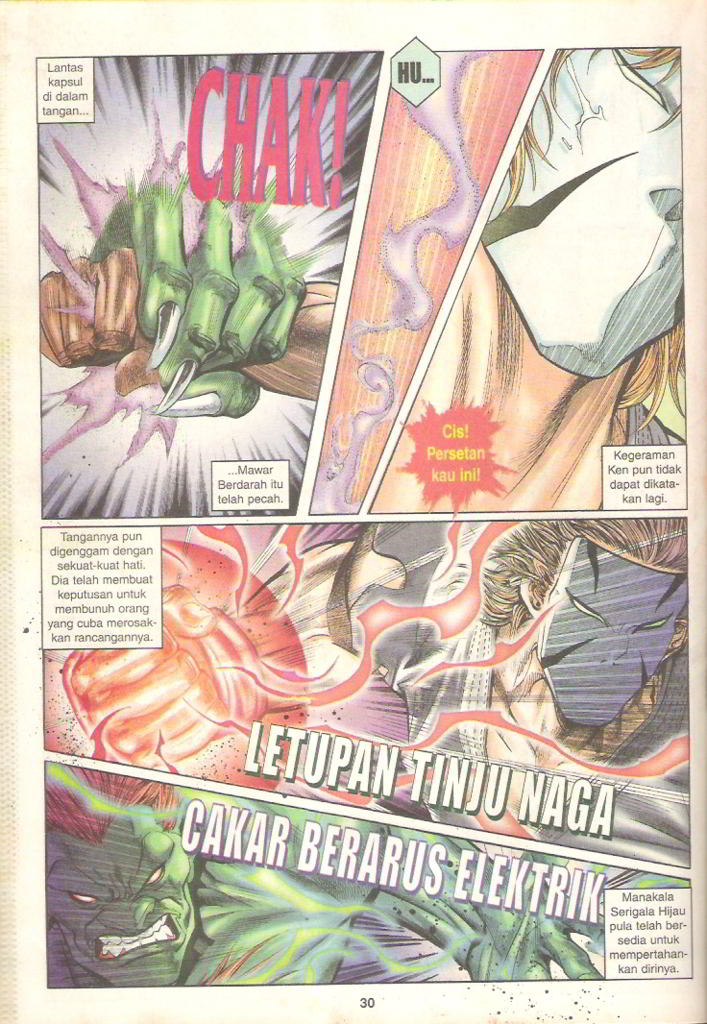 Lantas
kapsul
di dalam
tangan...
CHAK!
HU...
...Mawar
Berdarah itu
telah pecah.
Cis!
Persetan
kau ini!
Kegeraman
Ken pun tidak
dapat dikata-
kan lagi.
Tangannya pun
digenggam dengan
sekuat-kuat hati.
Dia telah membuat
keputusan untuk
membunuh orang
yang cuba merosak-
kan rancangannya.
LETUPAN TINJU NAGA
CAKAR BERARUS ELEKTRIK
Manakala
Serigala Hijau
pula telah ber-
sedia untuk
mempertahan-
kan dirinya.
30